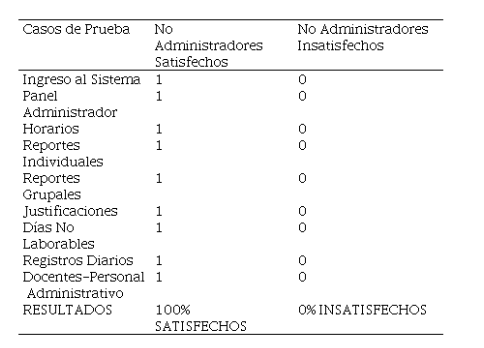 Casos de Prueba No No Administradores
Administradores Insatisfechos
Satisfechos
Ingreso al Sistema 1 0
Panel 1 0
Administrador
Horarios 1 0
Reportes 1 0
Individuales
Reportes 1 0
Grupales
Justificaciones 1 0
Días No 1 0
Laborables
Registros Diarios 1 0
Docentes-Personal 1 0
Administrativo
RESULTADOS 100% 0% INSATISFECHOS
SATISFECHOS